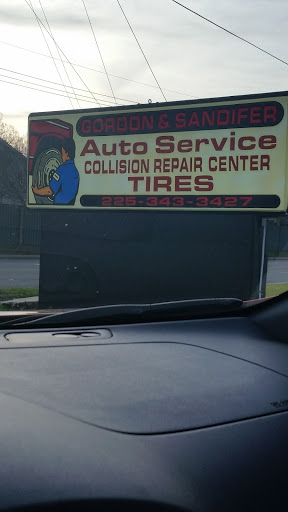 GORDON & SANDIFER
Auto Service
COLLISION REPAIR CENTER
TIRES
225-343-3427